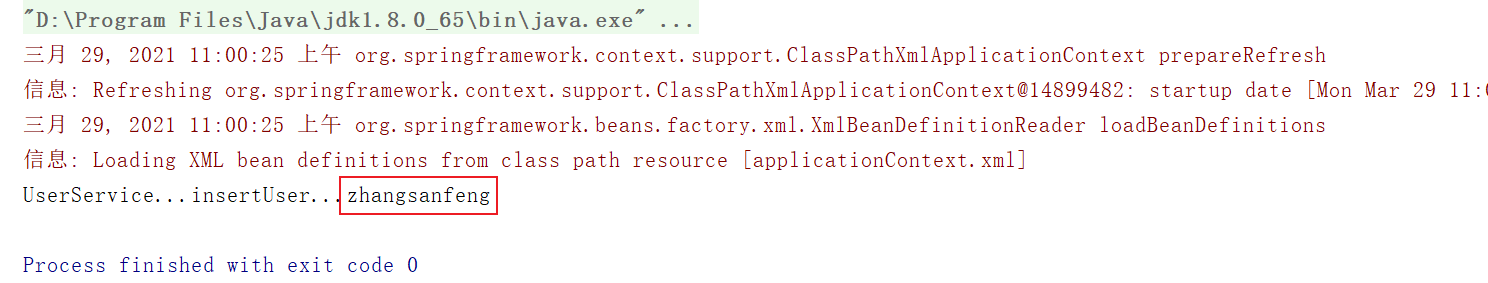 "D:\Program Files\Java\jdk1.8.0_65\bin\java.exe" ...
三月 29, 2021 11:00:25 上午 org.springframework.context.support.ClassPathXmlApplicationContext prepareRefresh
信息: Refreshing org.springframework.context.support.ClassPathXmlApplicationContext@14899482: startup date [Mon Mar 29 11:
三月 29, 2021 11:00:25 上午 org.springframework.beans.factory.xml.XmlBeanDefinitionReader loadBeanDefinitions
信息: Loading XML bean definitions from class path resource [applicationContext.xml]
UserService...insertUser...zhangsanfeng
Process finished with exit code 0